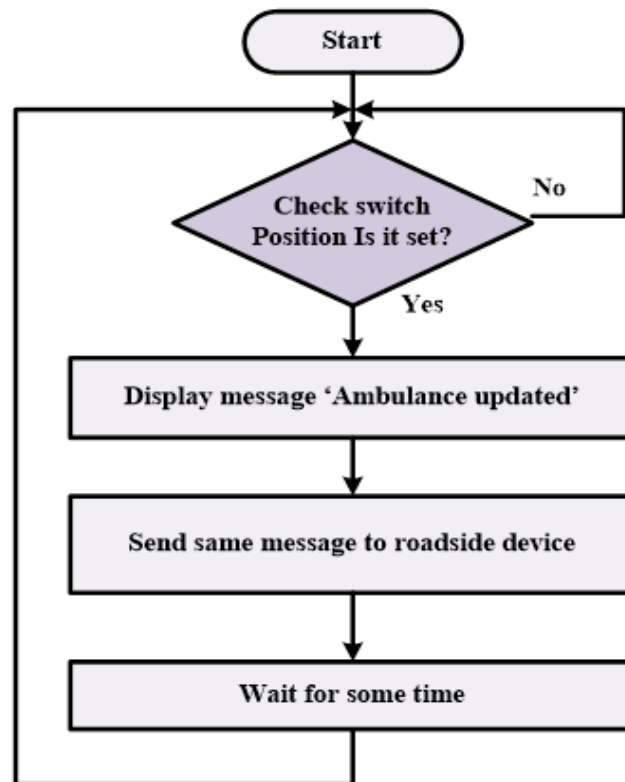 Start
Check switch
Position Is it set?
No
Yes
Display message ‘Ambulance updated’
Send same message to roadside device
Wait for some time